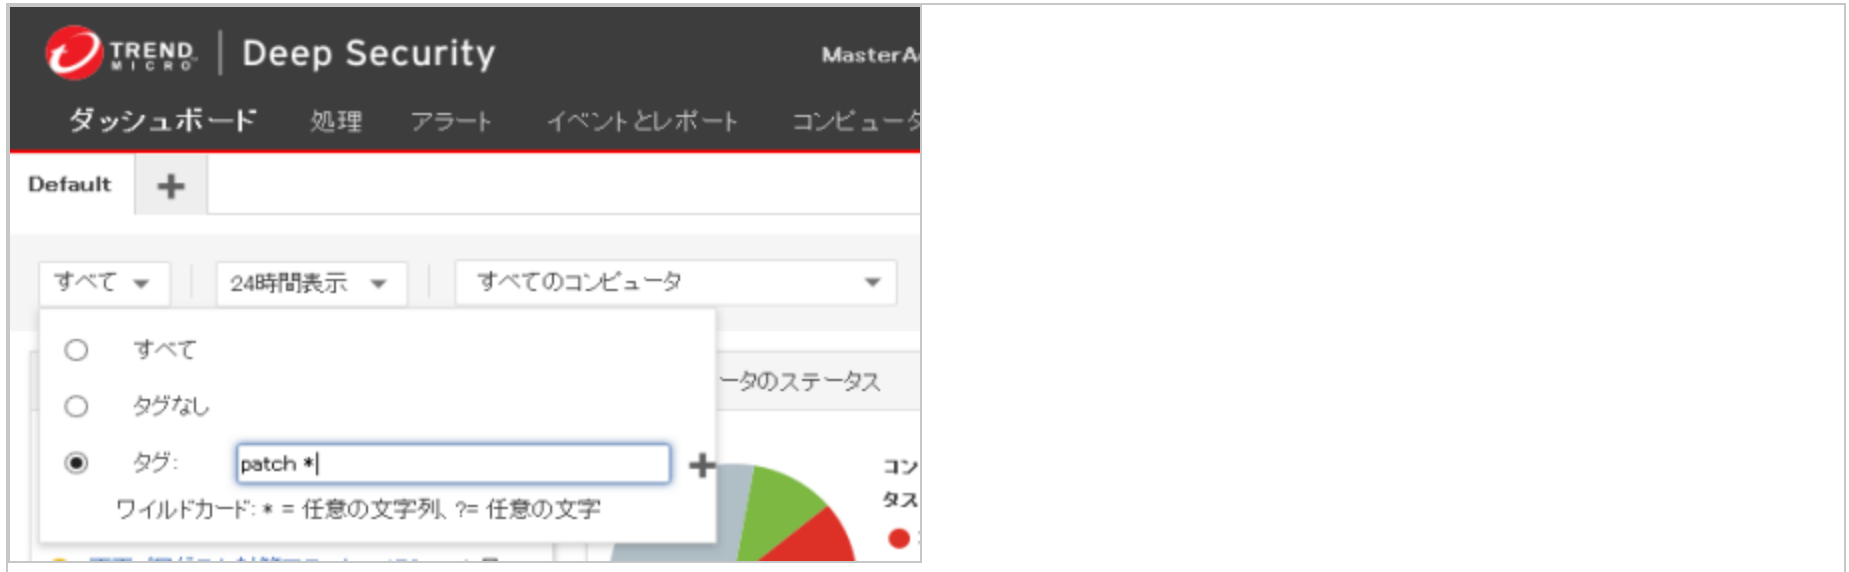 TREND MICRO | Deep Security
MasterA
ダッシュボード 処理 アラート イベントとレポート コンピュータ
Default
すべて 24時間表示 すべてのコンピュータ
すべて
タグなし
ータのステータス
タグ: patch *
コン
タス
ワイルドカード: * = 任意の文字列、?= 任意の文字